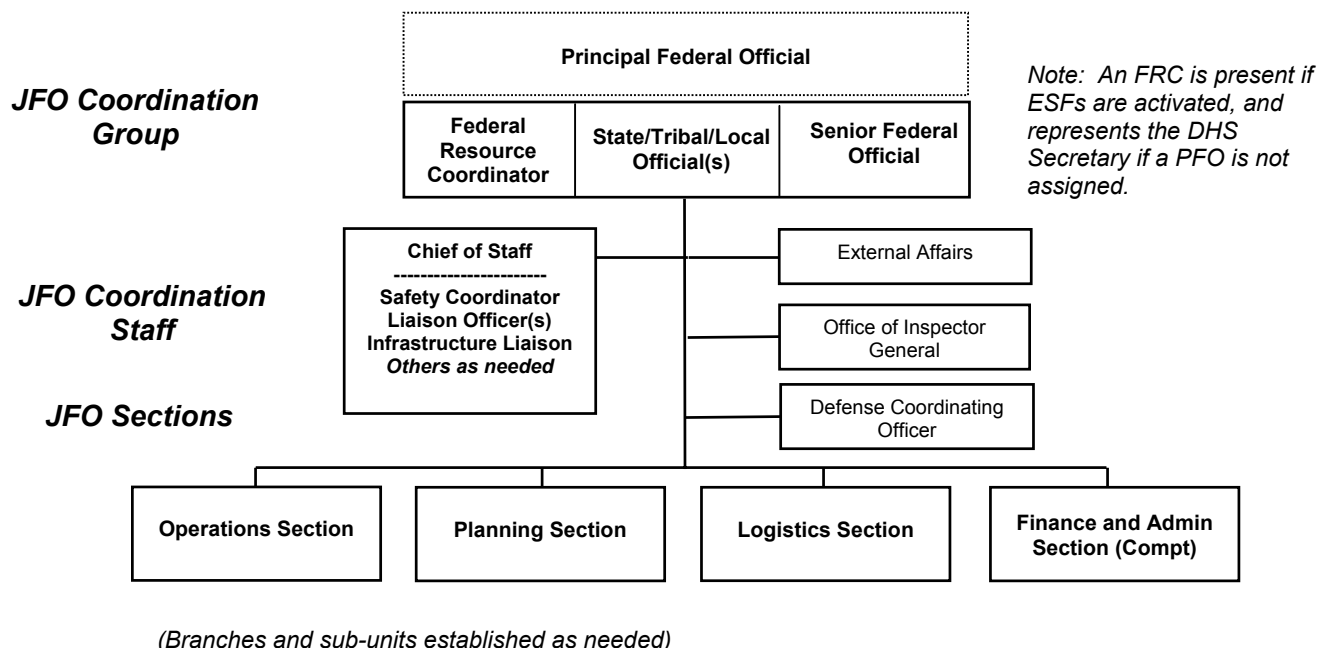 Principal Federal Official
JFO Coordination
Group
Federal
Resource
Coordinator
State/Tribal/Local
Official(s)
Senior Federal
Official
Note: An FRC is present if
ESFs are activated, and
represents the DHS
Secretary if a PFO is not
assigned.
JFO Coordination
Staff
Chief of Staff
-----------------------
Safety Coordinator
Liaison Officer(s)
Infrastructure Liaison
Others as needed
External Affairs
Office of Inspector
General
Defense Coordinating
Officer
JFO Sections
Operations Section
Planning Section
Logistics Section
Finance and Admin
Section (Compt)
(Branches and sub-units established as needed)